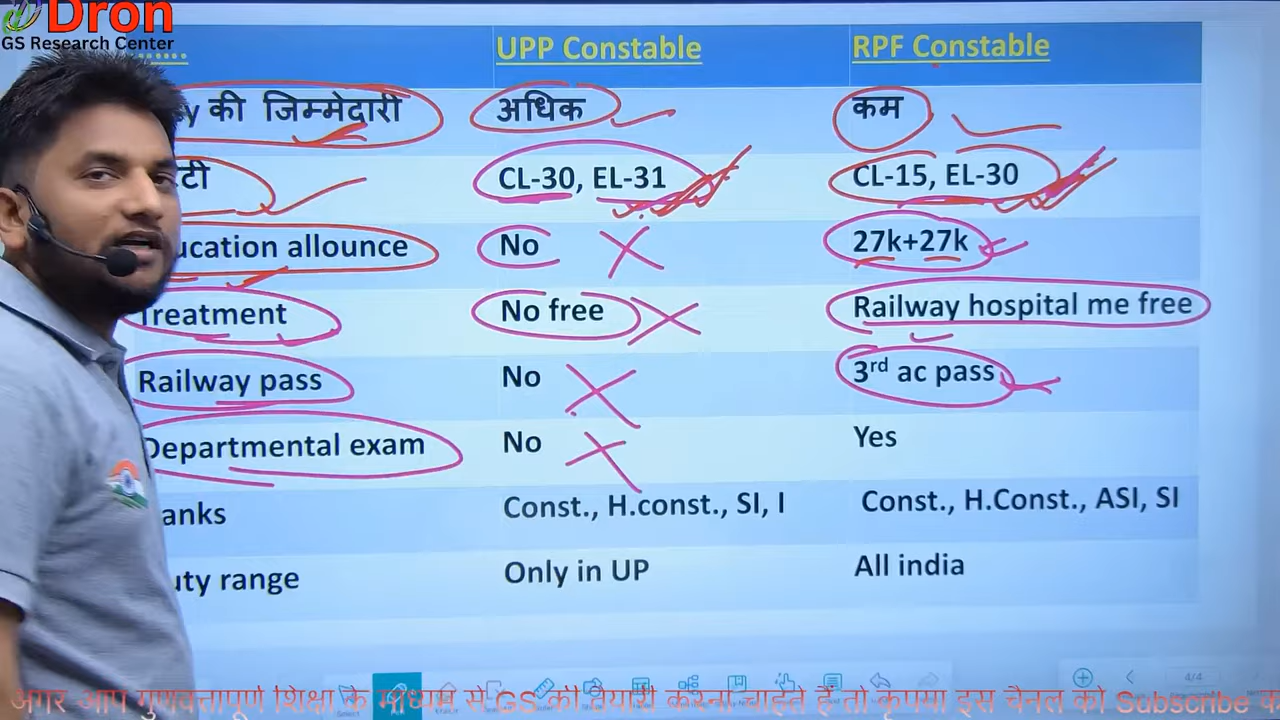 Dron
GS Research Center
UPP Constable
RPF Constable
y की जिम्मेदारी
अधिक
कम
टी
CL-30, EL-31
CL-15, EL-30
ucation allounce
No
27k+27k
Treatment
No free
Railway hospital me free
Railway pass
No
3rd ac pass
Departmental exam
No
Yes
anks
Const., H.const., SI, I
Const., H.Const., ASI, SI
uty range
Only in UP
All india
4/4
Select
अगर आप गुणवत्तापूर्ण शिक्षा के माध्यम से GS की तैयारी करना चाहते हैं तो कृपया इस चैनल को Subscribe क